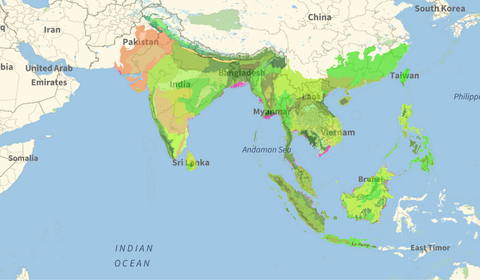 South Korea
China
Iran
Pakistan
United Arab
Emirates
Bangladesh
Taiwan
India
Laos
Myanmar
Philippi
Vietnam
Andaman Sea
Somalia
Sri Lanka
Brunei
East Timor
INDIAN
OCEAN